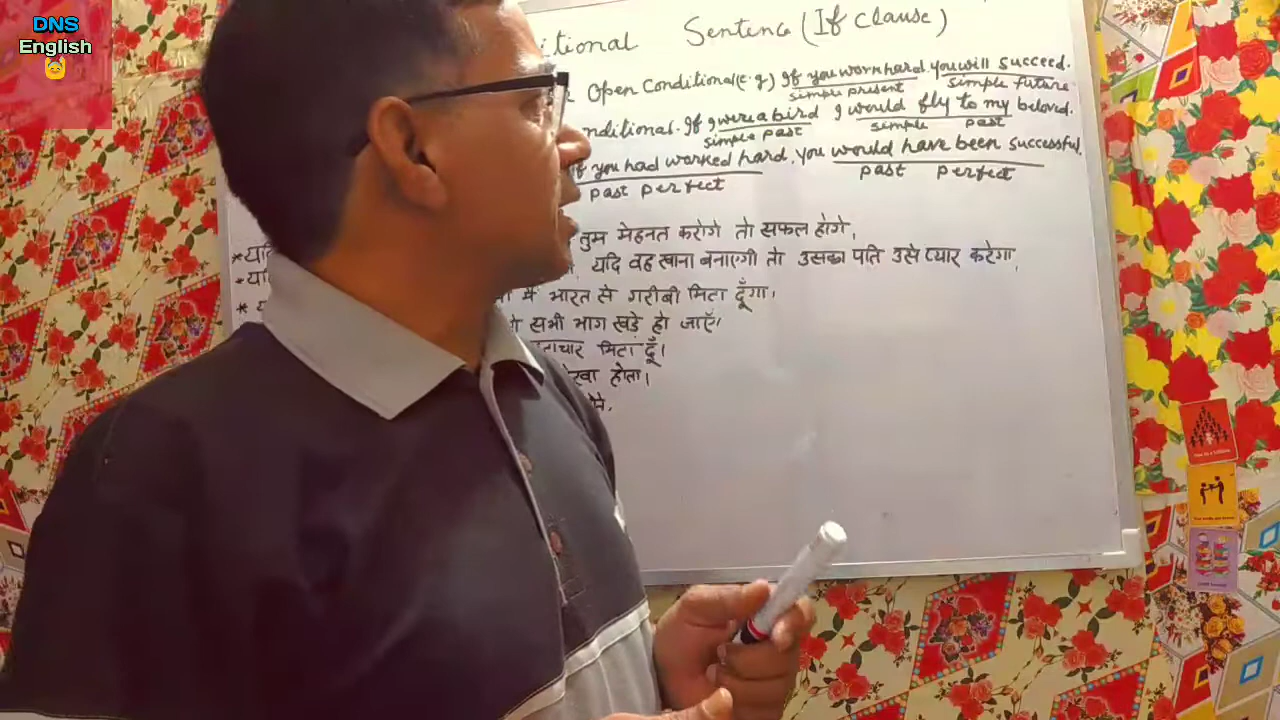 DNS
English
itional Sentence (If clause)
Open Conditional(e.g) If you work hard you will succeed.
simple present simple future
nditional. If I were a bird I would fly to my beloved.
simple past simple past
If you had worked hard, you would have been successful.
past perfect past perfect
तुम मेहनत करोगे तो सफल होगे,
*यदि यदि वह खाना बनाएगी तो उसका पति उसे प्यार करेगा,
में भारत से गरीबी मिटा दूँगा,
सभी भाग खड़े हो जाएँ।
मिटा दूँ।
होता।